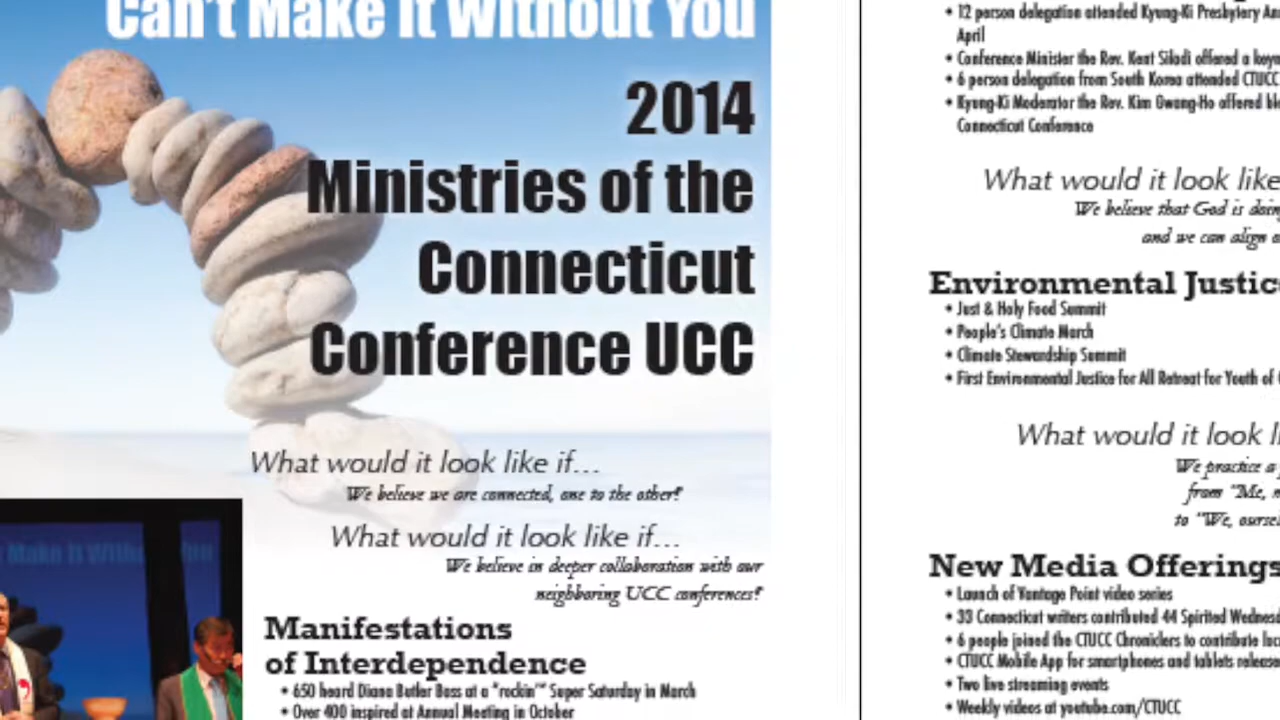 Can't Make It Without You
2014
Ministries of the
Connecticut
Conference UCC
What would it look like if...
We believe we are connected, one to the other?
What would it look like if...
We believe in deeper collaboration with our
neighboring UCC conferences?
Make It Without You
Manifestations
of Interdependence
• 650 heard Diana Butler Bass at a "rockin'" Super Saturday in March
• Over 400 inspired at Annual Meeting in October
• 12 person delegation attended Kyung-Ki Presbytery
April
• Conference Minister the Rev. Kent Siladi offered a
• 6 person delegation from South Korea attended CTUCC
• Kyung-Ki Moderator the Rev. Kim Gwang-Ho offered
Connecticut Conference
What would it look like
We believe that God is
and we can align
Environmental Justice
• Just & Holy Food Summit
• People's Climate March
• Climate Stewardship Summit
• First Environmental Justice for All Retreat for Youth of
What would it look
We practice a
from "Me,
to "We,
New Media Offerings
• Launch of Vantage Point video series
• 33 Connecticut writers contributed 44 Spirited
• 6 people joined the CTUCC Chroniclers to contribute
• CTUCC Mobile App for smartphones and tablets
• Two live streaming events
• Weekly videos at youtube.com/CTUCC